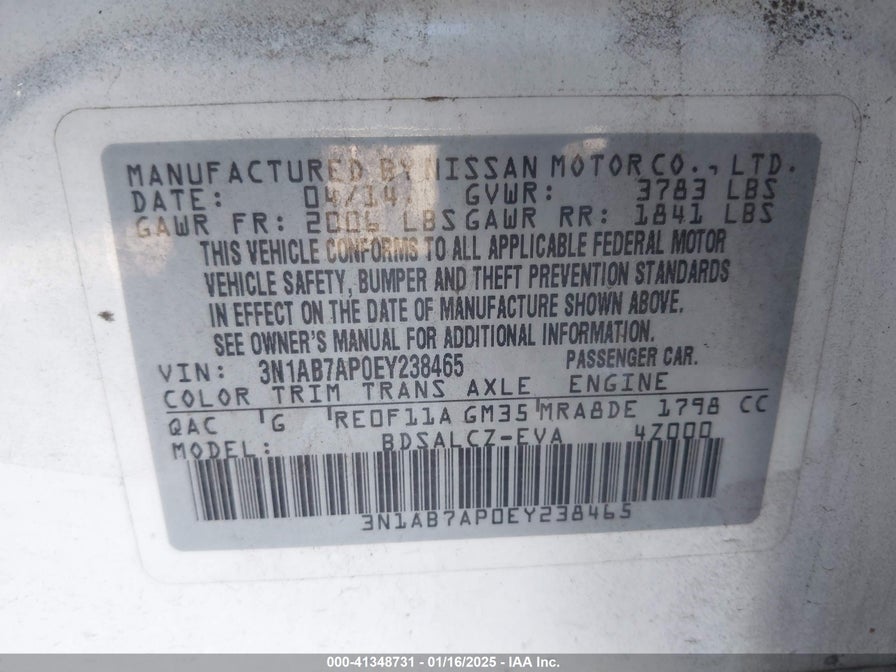 MANUFACTURED BY NISSAN MOTOR CO., LTD.
DATE: 04/14 GVWR: 3783 LBS
GAWR FR: 2006 LBS GAWR RR: 1841 LBS
THIS VEHICLE CONFORMS TO ALL APPLICABLE FEDERAL MOTOR
VEHICLE SAFETY, BUMPER AND THEFT PREVENTION STANDARDS
IN EFFECT ON THE DATE OF MANUFACTURE SHOWN ABOVE.
SEE OWNER'S MANUAL FOR ADDITIONAL INFORMATION.
VIN: 3N1AB7AP0EY238465 PASSENGER CAR.
COLOR TRIM TRANS AXLE ENGINE
QAC G RE0F11A GM35 MRA8DE 1798 CC
MODEL: BDSALCZ-EVA 4Z000
3N1AB7AP0EY238465
000-41348731 - 01/16/2025 - IAA Inc.